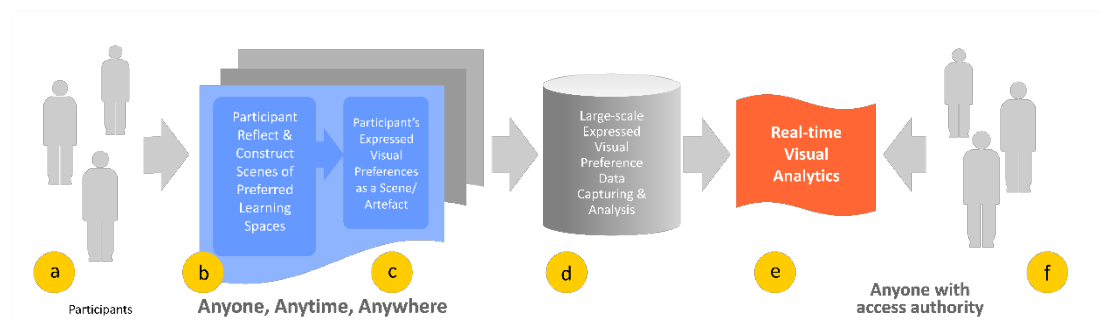 Participant
Reflect &
Construct
Scenes of
Preferred
Learning
Spaces
Participant's
Expressed
Visual
Preferences
as a Scene/
Artefact
Large-scale
Expressed
Visual
Preference
Data
Capturing &
Analysis
Real-time
Visual
Analytics
a
b
c
d
e
f
Participants
Anyone, Anytime, Anywhere
Anyone with
access authority